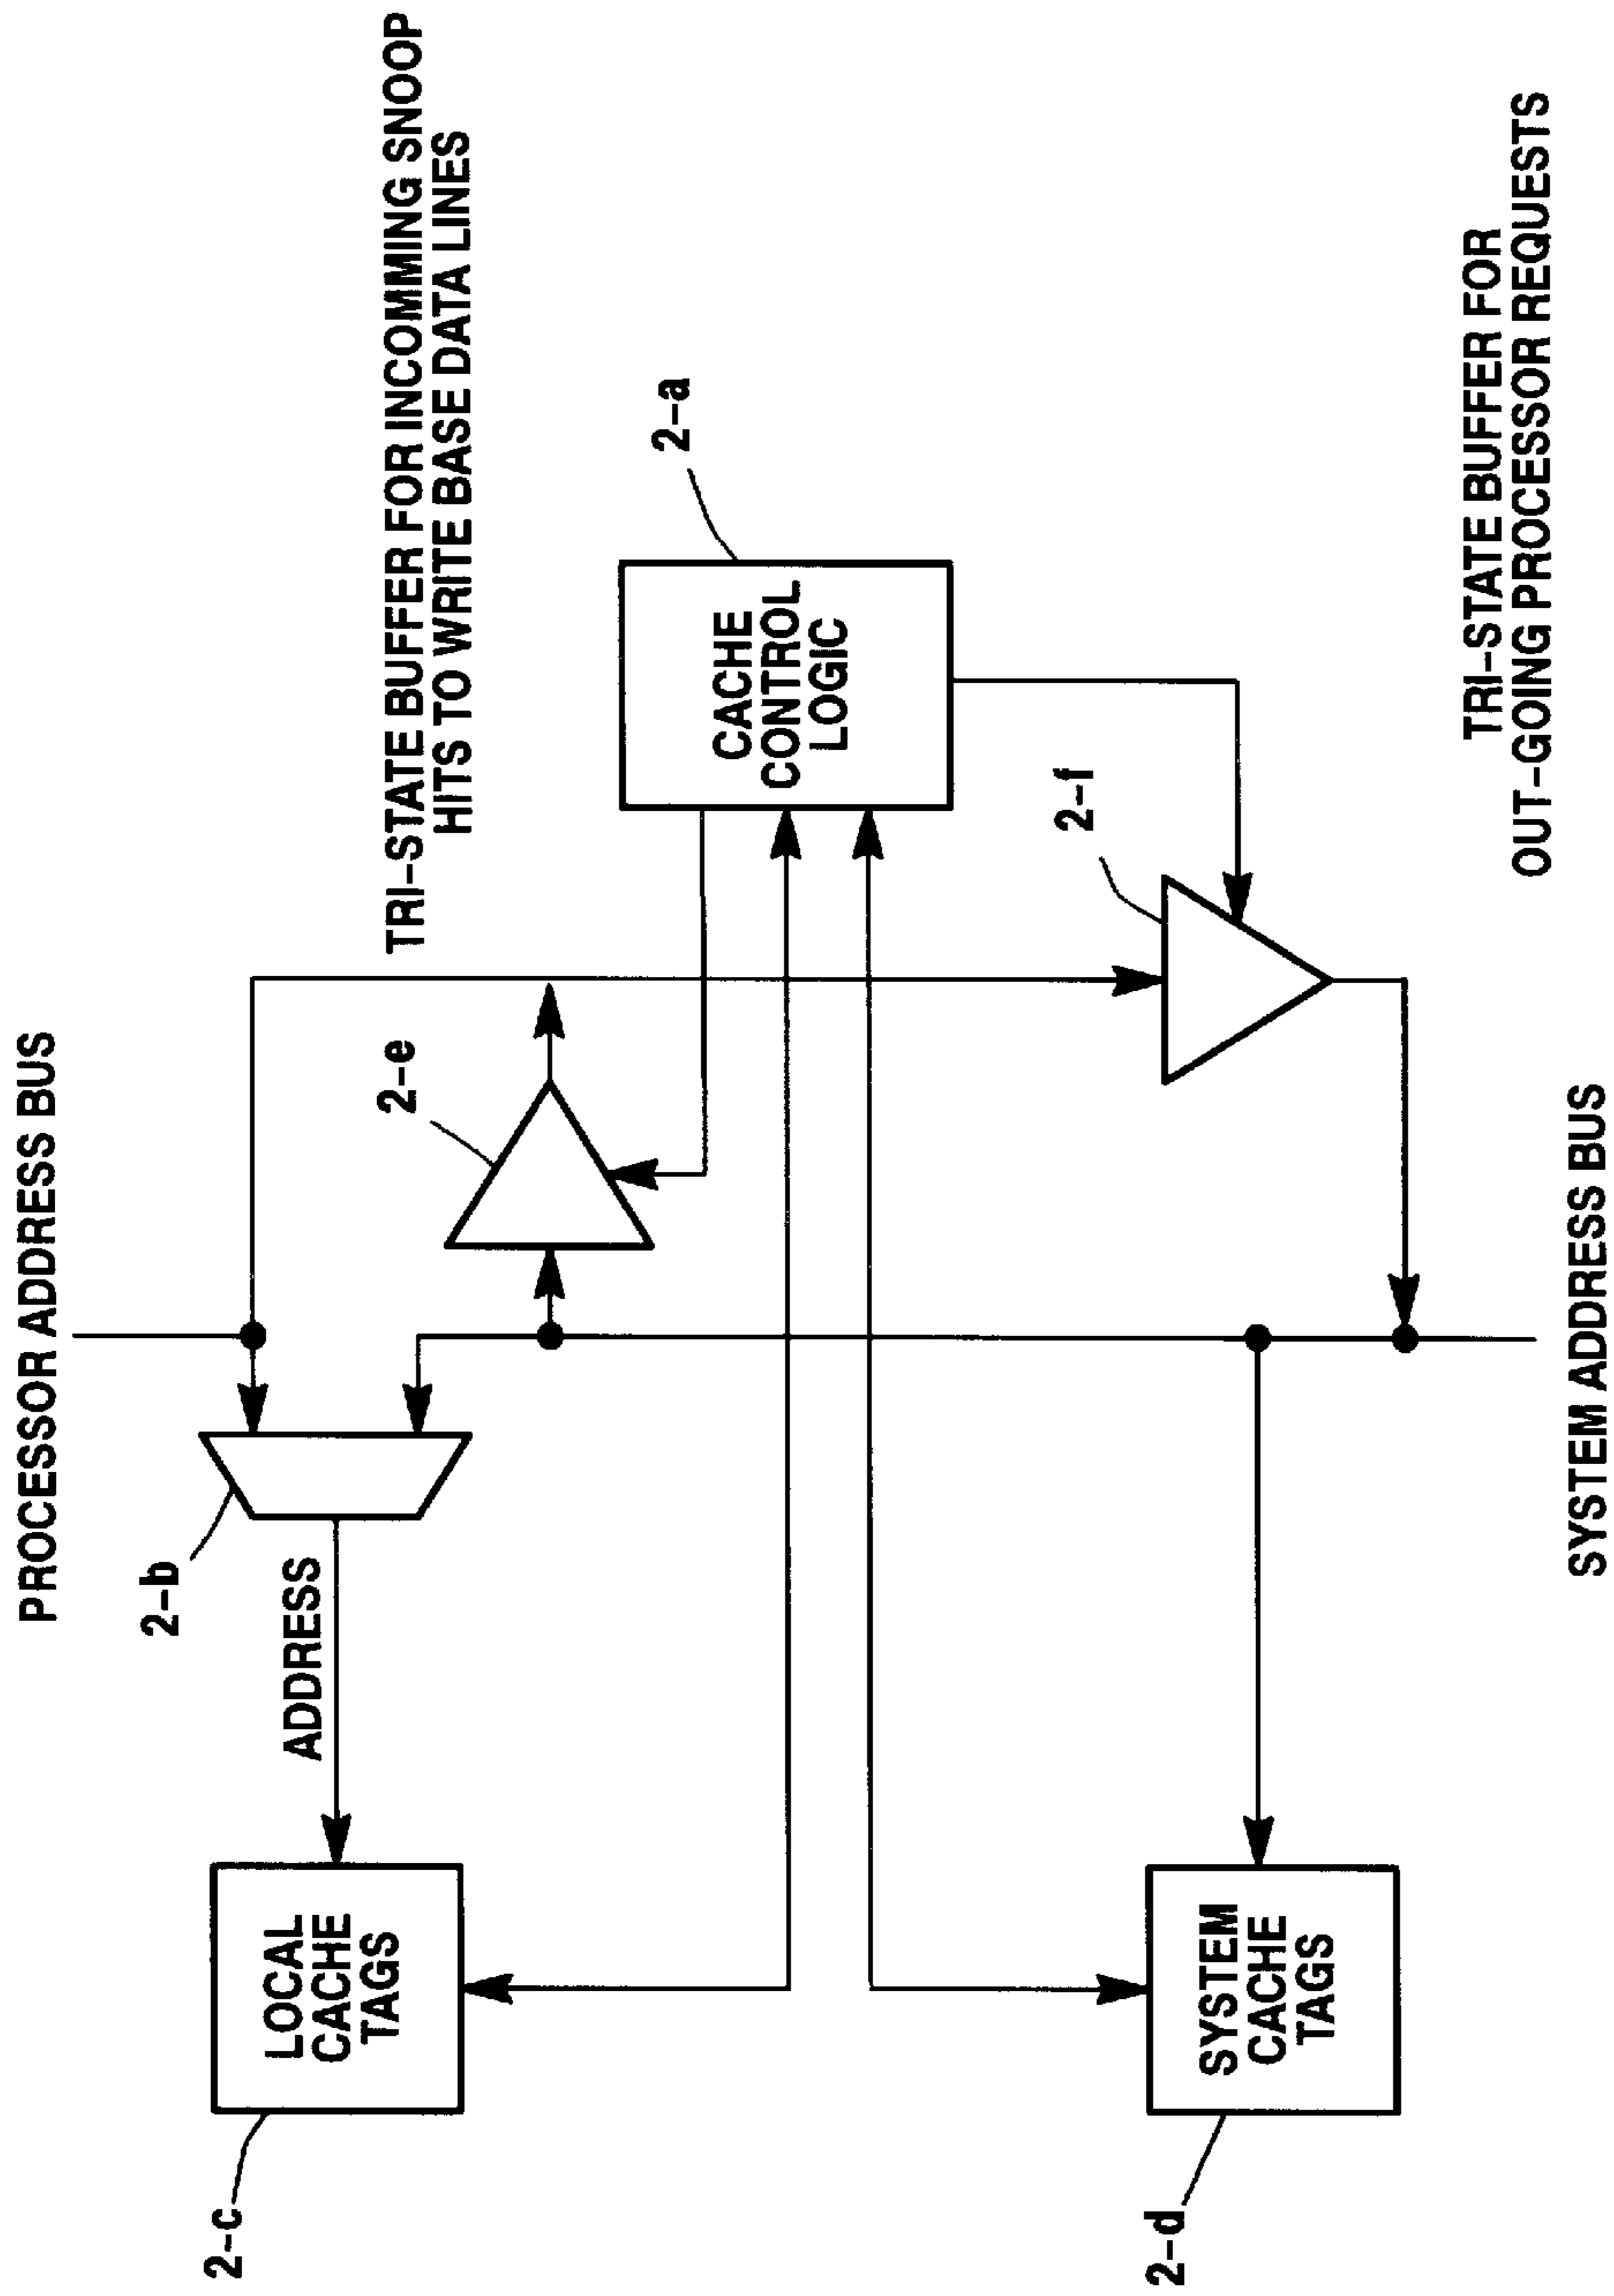 PROCESSOR ADDRESS BUS
TRI-STATE BUFFER FOR INCOMMING SNOOP
HITS TO WRITE BASE DATA LINES
2-a
CACHE
CONTROL
LOGIC
2-e
2-b
ADDRESS
LOCAL
CACHE
TAGS
2-c
2-f
TRI-STATE BUFFER FOR
OUT-GOING PROCESSOR REQUESTS
SYSTEM
CACHE
TAGS
2-d
SYSTEM ADDRESS BUS